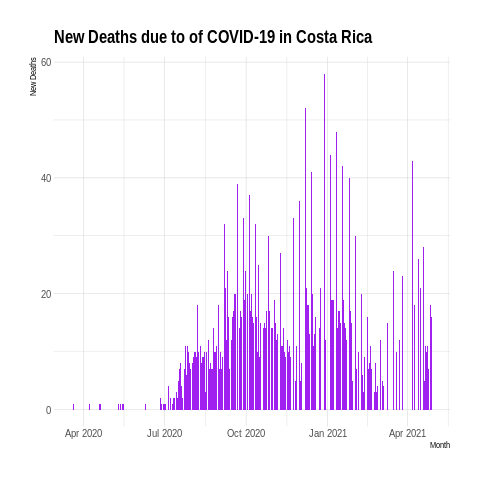 New Deaths due to of COVID-19 in Costa Rica
New Deaths
60
40
20
0
Apr 2020 Jul 2020 Oct 2020 Jan 2021 Apr 2021
Month